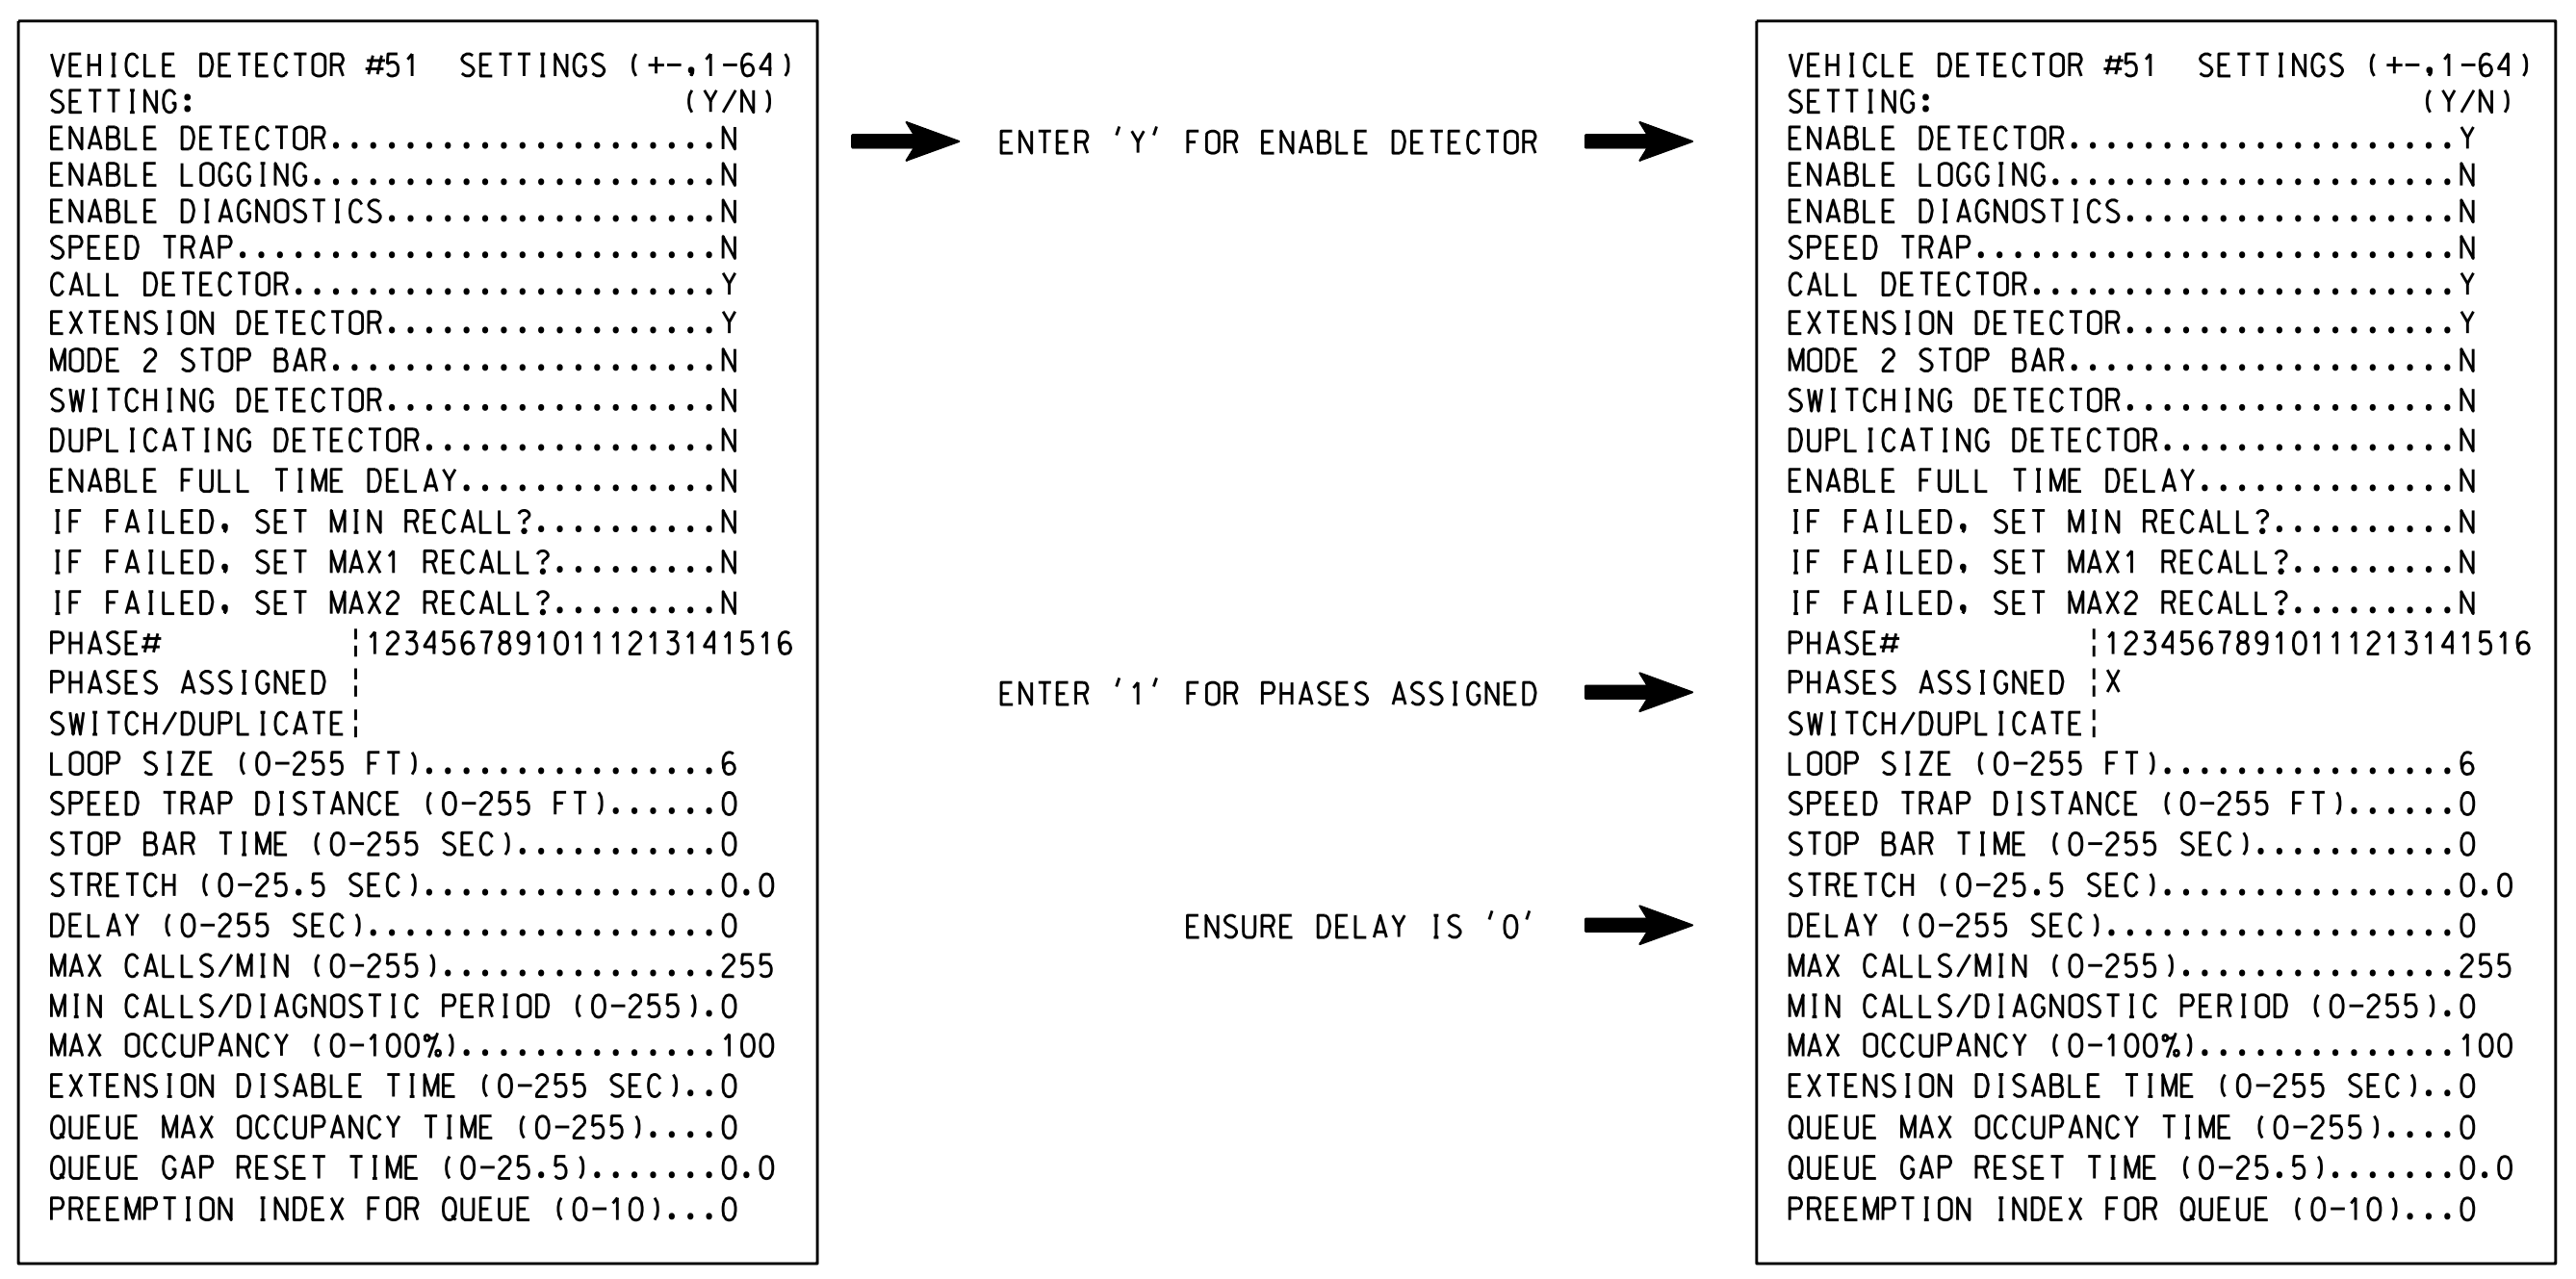 VEHICLE DETECTOR #51  SETTINGS (+-,1-64)
SETTING:                          (Y/N)
ENABLE DETECTOR.....................N
ENABLE LOGGING......................N
ENABLE DIAGNOSTICS..................N
SPEED TRAP..........................N
CALL DETECTOR.......................Y
EXTENSION DETECTOR..................Y
MODE 2 STOP BAR.....................N
SWITCHING DETECTOR..................N
DUPLICATING DETECTOR................N
ENABLE FULL TIME DELAY..............N
IF FAILED, SET MIN RECALL?..........N
IF FAILED, SET MAX1 RECALL?.........N
IF FAILED, SET MAX2 RECALL?.........N
PHASE#          ¦12345678910111213141516
PHASES ASSIGNED ¦
SWITCH/DUPLICATE¦
LOOP SIZE (0-255 FT)................6
SPEED TRAP DISTANCE (0-255 FT)......0
STOP BAR TIME (0-255 SEC)...........0
STRETCH (0-25.5 SEC)................0.0
DELAY (0-255 SEC)...................0
MAX CALLS/MIN (0-255)...............255
MIN CALLS/DIAGNOSTIC PERIOD (0-255).0
MAX OCCUPANCY (0-100%)..............100
EXTENSION DISABLE TIME (0-255 SEC)..0
QUEUE MAX OCCUPANCY TIME (0-255)....0
QUEUE GAP RESET TIME (0-25.5).......0.0
PREEMPTION INDEX FOR QUEUE (0-10)...0
ENTER 'Y' FOR ENABLE DETECTOR
ENTER '1' FOR PHASES ASSIGNED
ENSURE DELAY IS '0'
VEHICLE DETECTOR #51  SETTINGS (+-,1-64)
SETTING:                          (Y/N)
ENABLE DETECTOR.....................Y
ENABLE LOGGING......................N
ENABLE DIAGNOSTICS..................N
SPEED TRAP..........................N
CALL DETECTOR.......................Y
EXTENSION DETECTOR..................Y
MODE 2 STOP BAR.....................N
SWITCHING DETECTOR..................N
DUPLICATING DETECTOR................N
ENABLE FULL TIME DELAY..............N
IF FAILED, SET MIN RECALL?..........N
IF FAILED, SET MAX1 RECALL?.........N
IF FAILED, SET MAX2 RECALL?.........N
PHASE#          ¦12345678910111213141516
PHASES ASSIGNED ¦X
SWITCH/DUPLICATE¦
LOOP SIZE (0-255 FT)................6
SPEED TRAP DISTANCE (0-255 FT)......0
STOP BAR TIME (0-255 SEC)...........0
STRETCH (0-25.5 SEC)................0.0
DELAY (0-255 SEC)...................0
MAX CALLS/MIN (0-255)...............255
MIN CALLS/DIAGNOSTIC PERIOD (0-255).0
MAX OCCUPANCY (0-100%)..............100
EXTENSION DISABLE TIME (0-255 SEC)..0
QUEUE MAX OCCUPANCY TIME (0-255)....0
QUEUE GAP RESET TIME (0-25.5).......0.0
PREEMPTION INDEX FOR QUEUE (0-10)...0